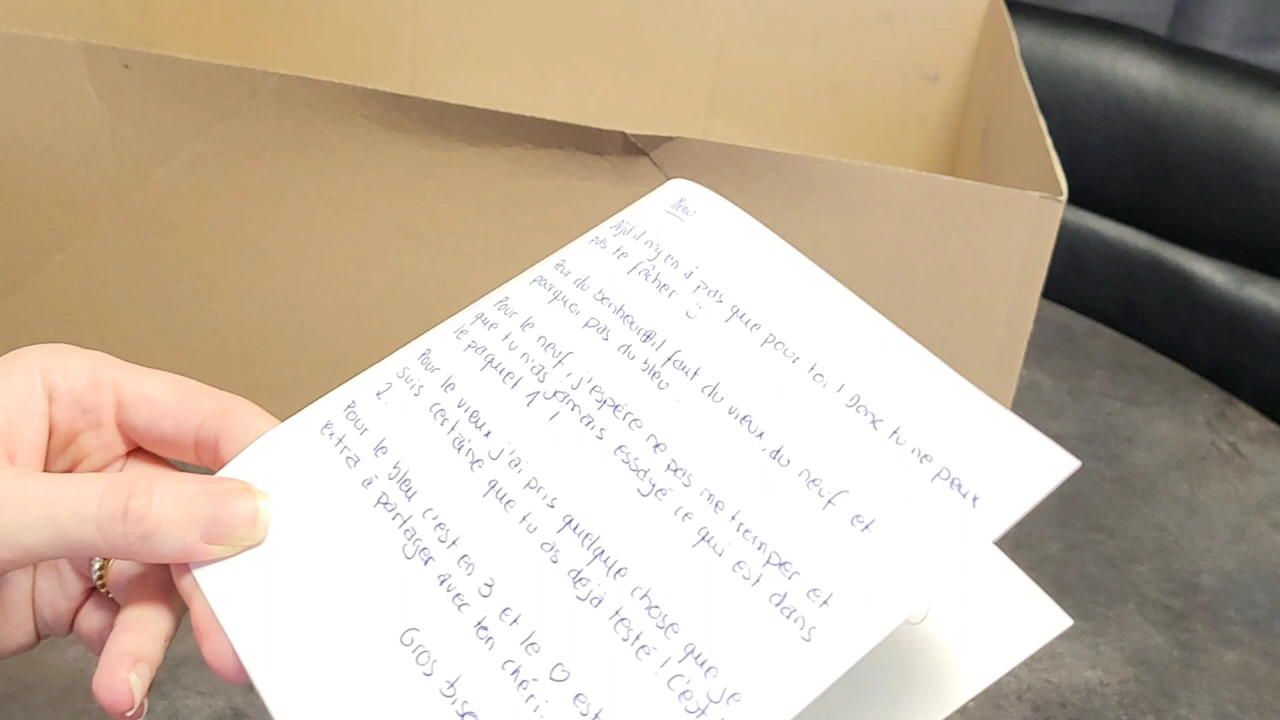 Déjà il n'y en à pas que pour toi ! Donc tu ne peux
pas te fâcher :)
du bonheur il faut du vieux, du neuf et
pourquoi pas du bleu.
Pour le neuf, j'espère ne pas me tremper et
que tu n'as jamais essayé ce qui est dans
le paquet 1 !
Pour le vieux j'ai pris quelque chose que je
suis certaine que tu as déjà testé ! C'est
2.
Pour le bleu c'est en 3 et le ♡ est
extra à partager avec ton chéri.
Gros bise